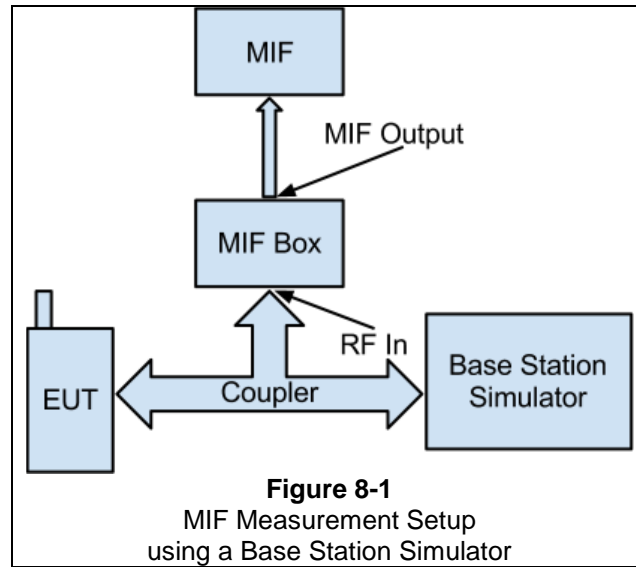 MIF
MIF Output
MIF Box
RF In
EUT
Coupler
Base Station
Simulator
Figure 8-1
MIF Measurement Setup
using a Base Station Simulator